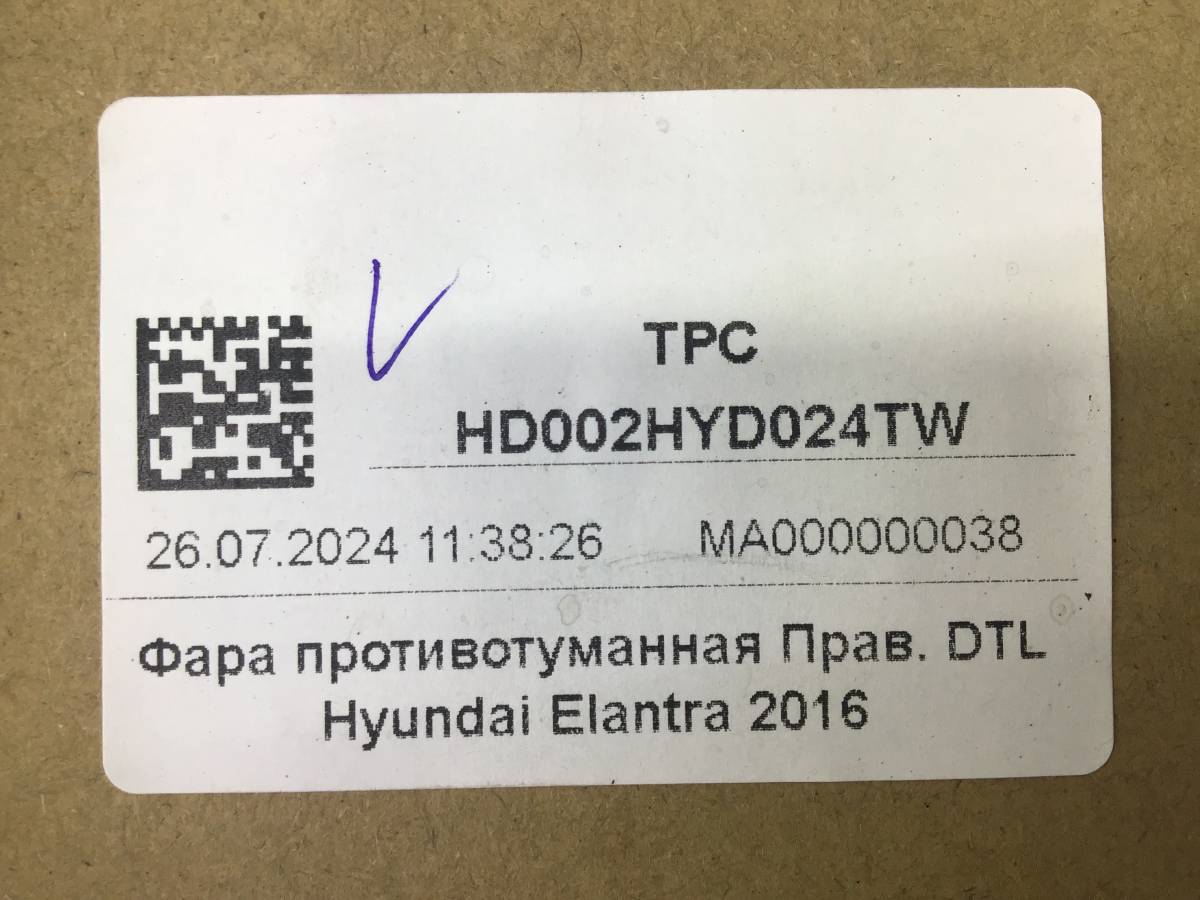 TPC
HD002HYD024TW
26.07.2024 11:38:26 MA000000038
Фара противотуманная Прав. DTL
Hyundai Elantra 2016